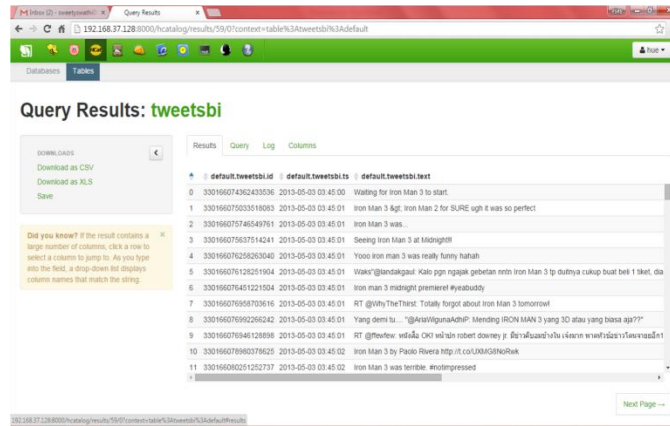 Query Results
192.168.37.128:8000/hcatalog/results/59/0?context=table%3Atweetsbi%3Adefault
hue
Databases Tables
Query Results: tweetsbi
DOWNLOADS
Download as CSV
Download as XLS
Save
Did you know? If the result contains a
large number of columns, click a row to
select a column to jump to. As you type
into the field, a drop-down list displays
column names that match the string.
Results Query Log Columns
default.tweetsbi.id default.tweetsbi.ts default.tweetsbi.text
0 330166074362433536 2013-05-03 03:45:00 Waiting for Iron Man 3 to start.
1 330166075033518083 2013-05-03 03:45:01 Iron Man 3 &gt; Iron Man 2 for SURE ugh it was so perfect
2 330166075746549761 2013-05-03 03:45:01 Iron Man 3 was...
3 330166075637514241 2013-05-03 03:45:01 Seeing Iron Man 3 at Midnight!!!
4 330166076258263040 2013-05-03 03:45:01 Yooo iron man 3 was really funny hahah
5 330166076128251904 2013-05-03 03:45:01 Waks"@landakgaul: Kalo pgn ngajak gebetan nntn Iron Man 3 tp duitnya cukup buat beli 1 tiket, dia
6 330166076451221504 2013-05-03 03:45:01 Iron man 3 midnight premiere! #yeabuddy
7 330166076958703616 2013-05-03 03:45:01 RT @WhyTheThirst: Totally forgot about Iron Man 3 tomorrow!
8 330166076992266242 2013-05-03 03:45:01 Yang demi tu.... "@AriaWigunaAdhiP: Mending IRON MAN 3 yang 3D atau yang biasa aja??"
9 330166076946128898 2013-05-03 03:45:01 RT @ffewfew: หนังสือ OK! หน้าปก robert downey jr.
10 330166078980378625 2013-05-03 03:45:02 Iron Man 3 by Paolo Rivera http://t.co/UXMG8NoRwk
11 330166080251252737 2013-05-03 03:45:02 Iron Man 3 was terrible. #notimpressed
Next Page →
192.168.37.128:8000/hcatalog/results/59/0?context=table%3Atweetsbi%3Adefault#results